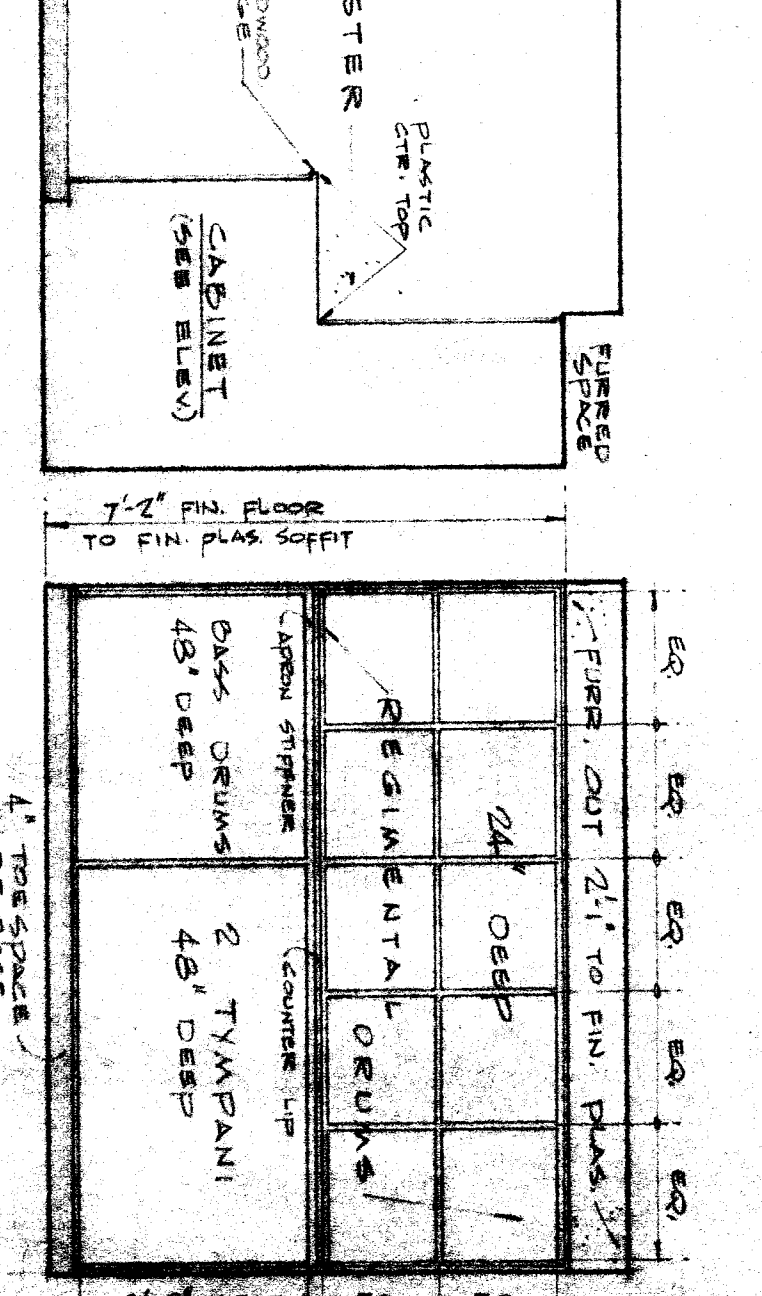 STER
PLASTIC
CTR. TOP
CABINET
(SEE ELEV.)
FURRED
SPACE
7'-2" FIN. FLOOR
TO FIN. PLAS. SOFFIT
EQ.
EQ.
EQ.
EQ.
EQ.
FURR. OUT 2'-1" TO FIN. PLAS.
24" DEEP
REGIMENTAL DRUMS
APRON STIFFNER
COUNTER LIP
BASS DRUMS
48" DEEP
2 TYMPANI
48" DEEP
4" TOESPACE